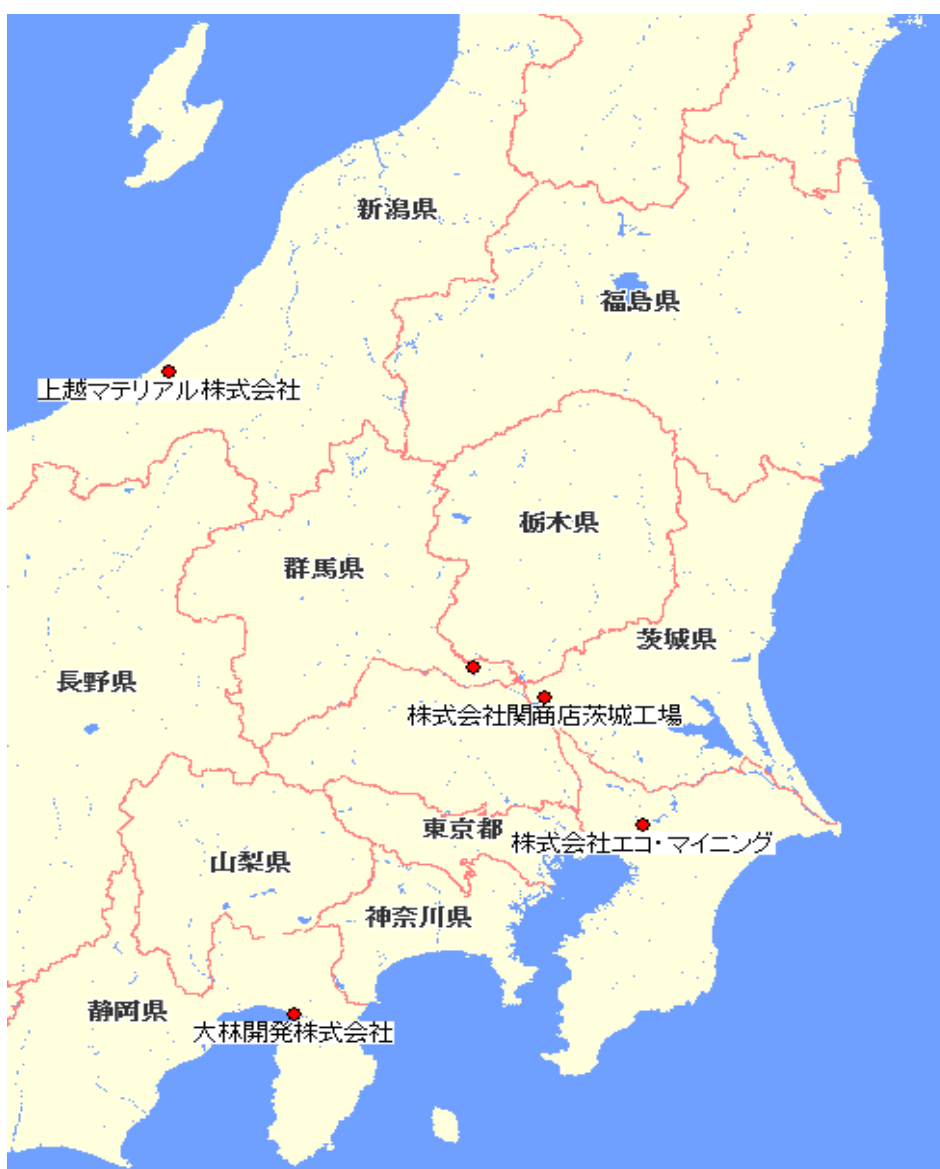 新潟県
福島県
上越マテリアル株式会社
栃木県
群馬県
茨城県
長野県
株式会社関商店茨城工場
東京都
株式会社エコ・マイニング
山梨県
神奈川県
静岡県
大林開発株式会社